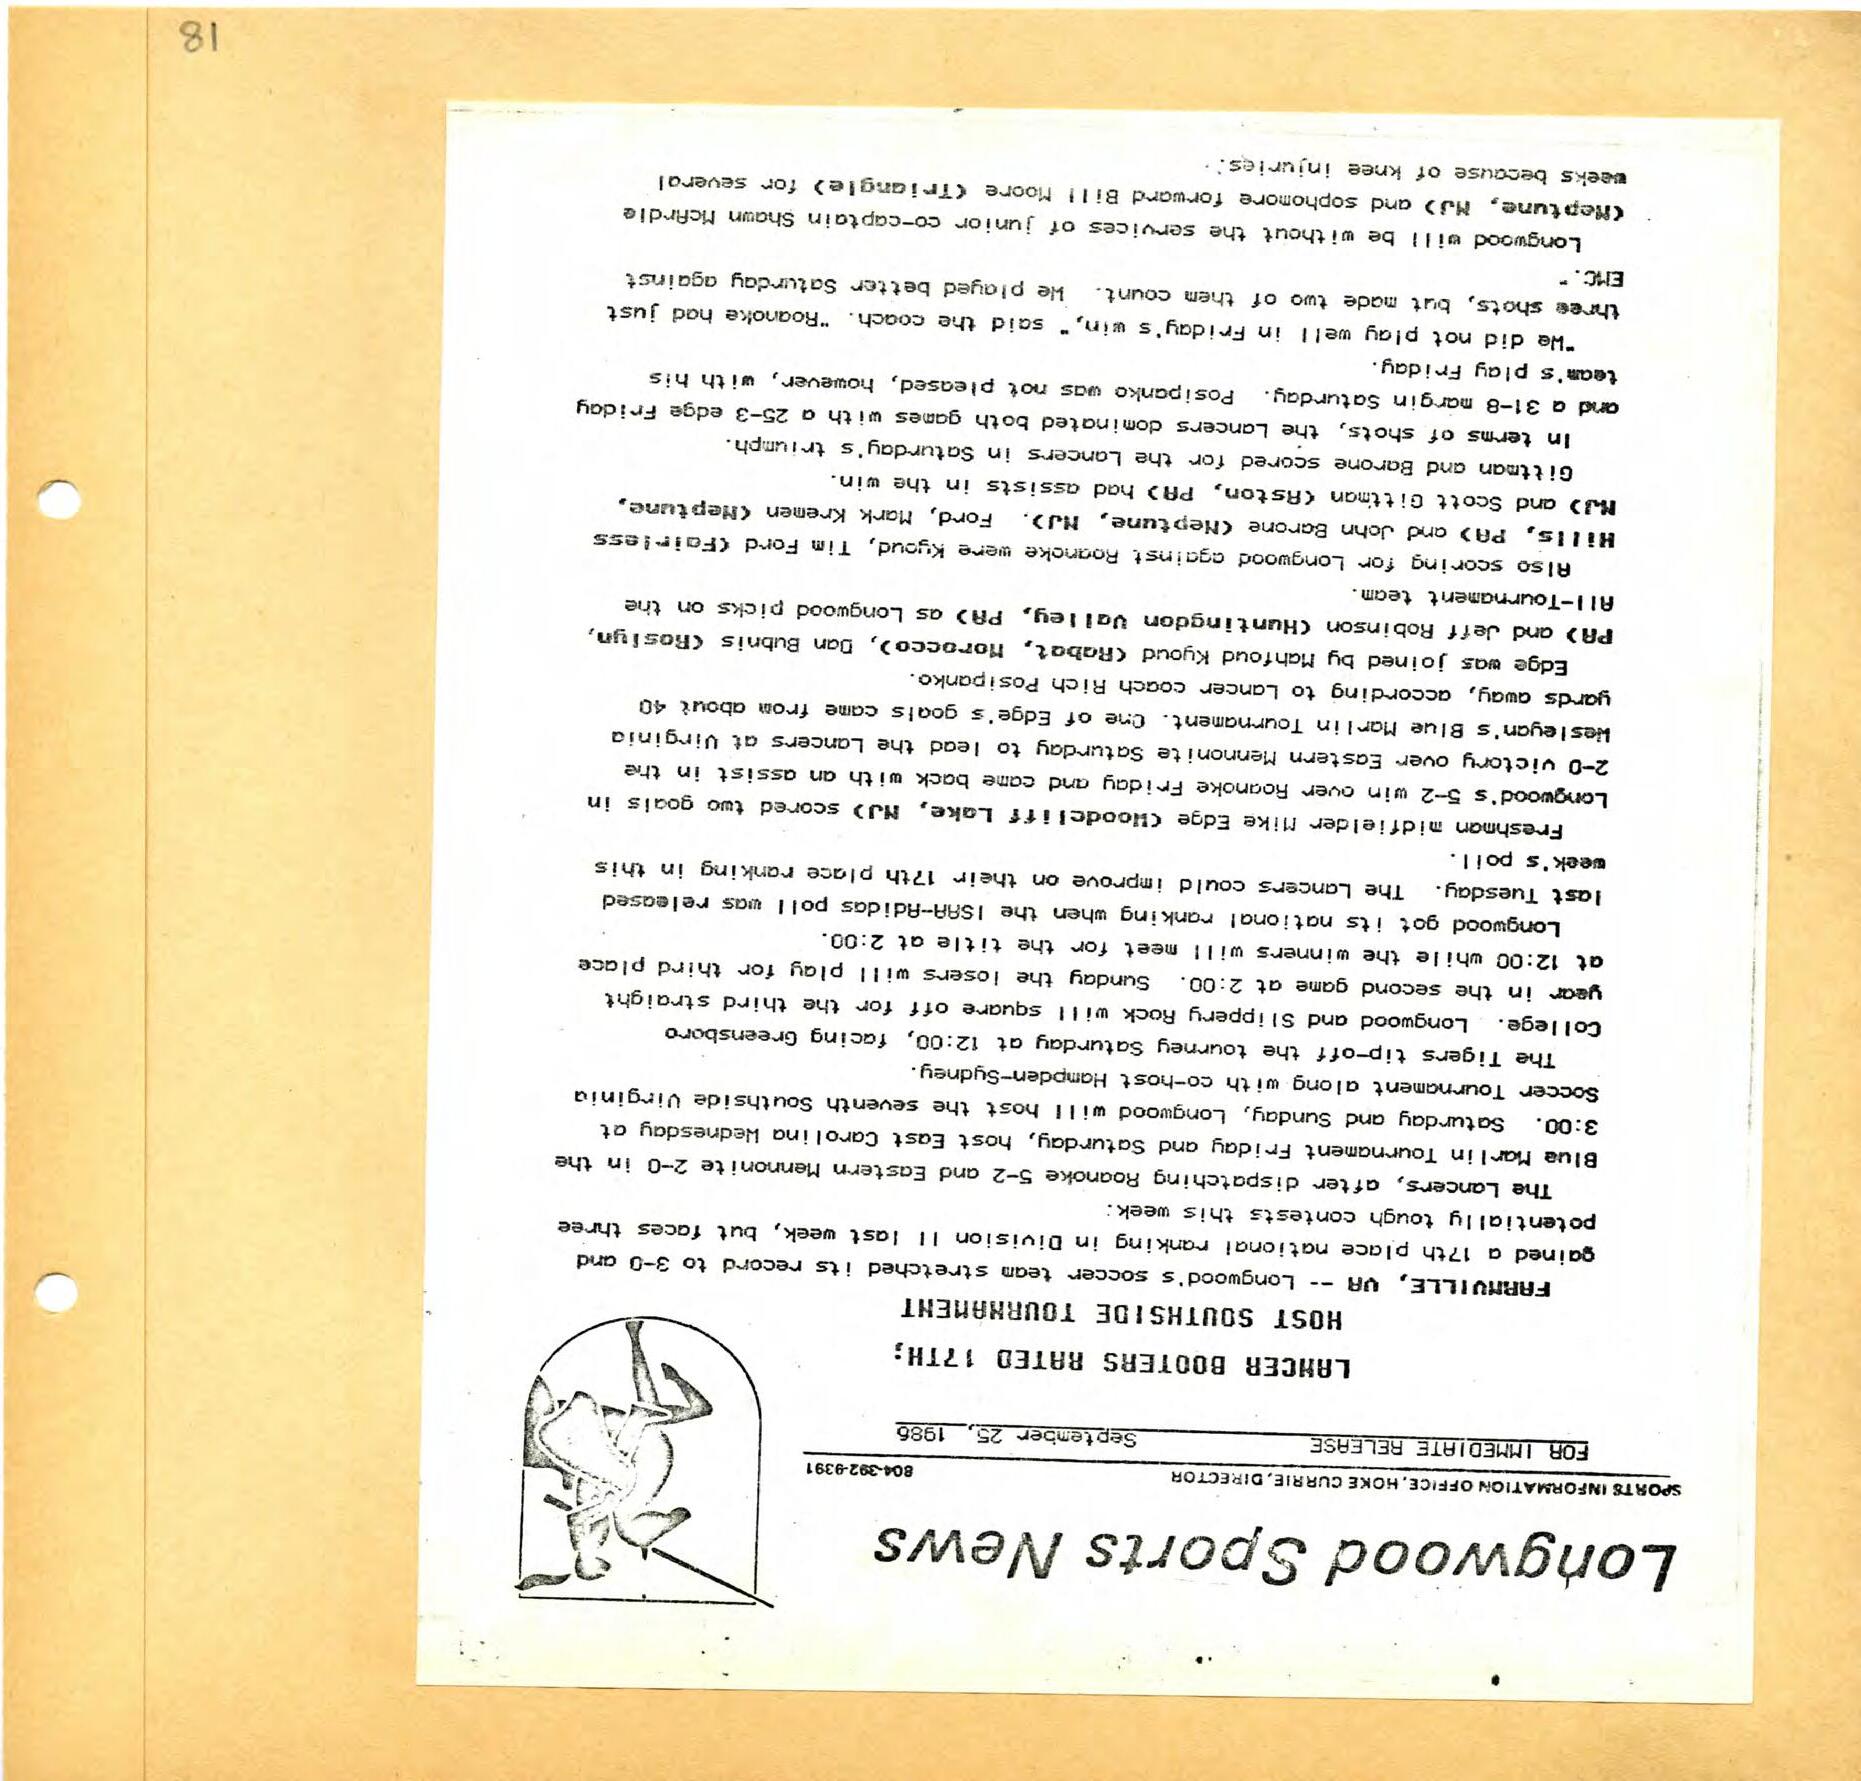 Longwood Sports News
SPORTS INFORMATION OFFICE, HOKE CURRIE, DIRECTOR 804-392-9391
FOR IMMEDIATE RELEASE September 25, 1986
LANCER BOOTERS RATED 17TH;
HOST SOUTHSIDE TOURNAMENT
FARMVILLE, VA -- Longwood's soccer team stretched its record to 3-0 and
gained a 17th place national ranking in Division II last week, but faces three
potentially tough contests this week.
The Lancers, after dispatching Roanoke 5-2 and Eastern Mennonite 2-0 in the
Blue Marlin Tournament Friday and Saturday, host East Carolina Wednesday at
3:00. Saturday and Sunday, Longwood will host the seventh Southside Virginia
Soccer Tournament along with co-host Hampden-Sydney.
The Tigers tip-off the tourney Saturday at 12:00, facing Greensboro
College. Longwood and Slippery Rock will square off for the third straight
year in the second game at 2:00. Sunday the losers will play for third place
at 12:00 while the winners will meet for the title at 2:00.
Longwood got its national ranking when the ISAA-Adidas poll was released
last Tuesday. The Lancers could improve on their 17th place ranking in this
week's poll.
Freshman midfielder Mike Edge (Woodcliff Lake, NJ) scored two goals in
Longwood's 5-2 win over Roanoke Friday and came back with an assist in the
2-0 victory over Eastern Mennonite Saturday to lead the Lancers at Virginia
Wesleyan's Blue Marlin Tournament. One of Edge's goals came from about 40
yards away, according to Lancer coach Rich Posipanko.
Edge was joined by Mahfoud Kyoud (Rabat, Morocco), Dan Bubnis (Roslyn,
PA) and Jeff Robinson (Huntingdon Valley, PA) as Longwood picks on the
All-Tournament team.
Also scoring for Longwood against Roanoke were Kyoud, Tim Ford (Fairless
Hills, PA) and John Barone (Neptune, NJ). Ford, Mark Kremen (Neptune,
NJ) and Scott Gittman (Aston, PA) had assists in the win.
Gittman and Barone scored for the Lancers in Saturday's triumph.
In terms of shots, the Lancers dominated both games with a 25-3 edge Friday
and a 31-8 margin Saturday. Posipanko was not pleased, however, with his
team's play Friday.
"We did not play well in Friday's win," said the coach. "Roanoke had just
three shots, but made two of them count. We played better Saturday against
EMC."
Longwood will be without the services of junior co-captain Shawn McArdle
(Neptune, NJ) and sophomore forward Bill Moore (Triangle) for several
weeks because of knee injuries.
81